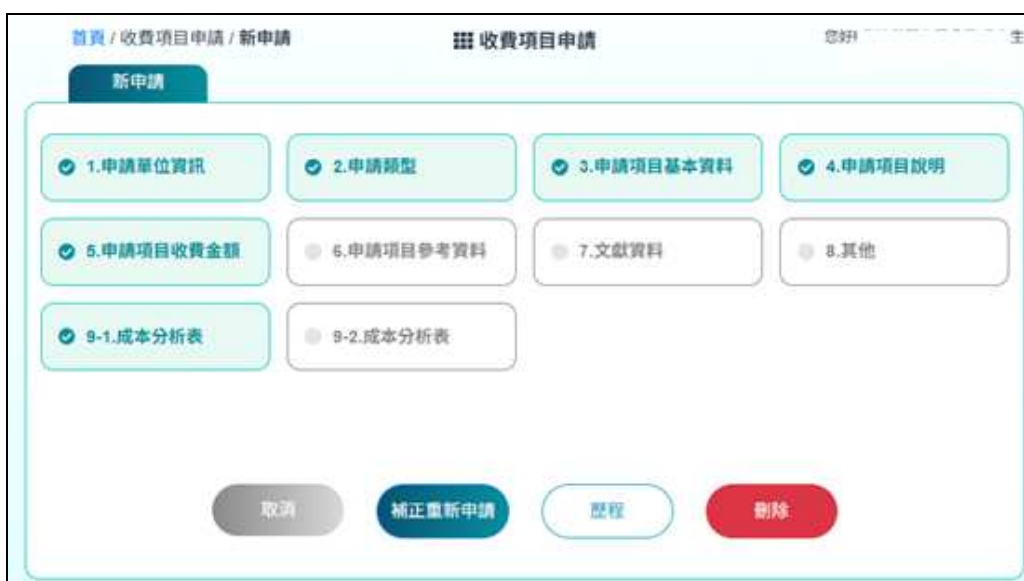 首頁 / 收費項目申請 / 新申請
收費項目申請
您好
生
新申請
1.申請單位資訊
2.申請類型
3.申請項目基本資料
4.申請項目說明
5.申請項目收費金額
6.申請項目參考資料
7.文獻資料
8.其他
9-1.成本分析表
9-2.成本分析表
取消
補正重新申請
歷程
刪除